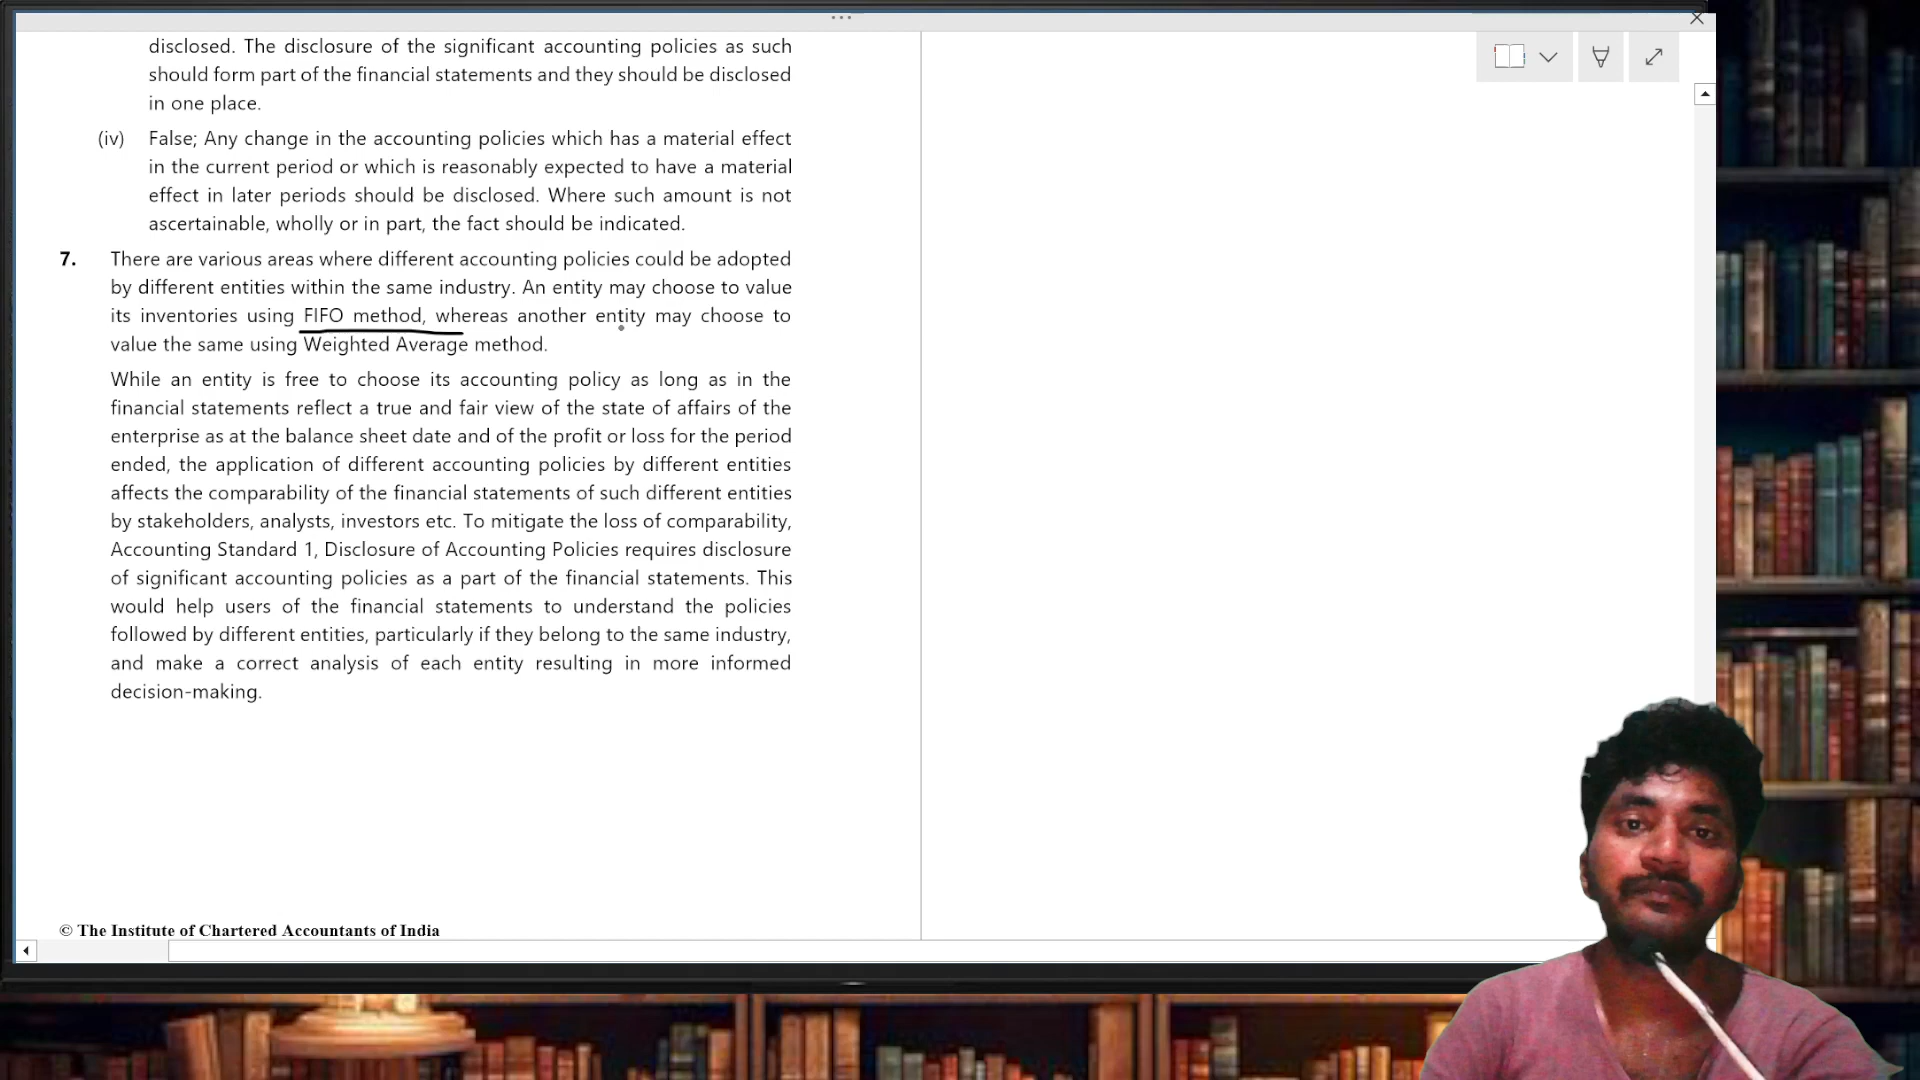 disclosed. The disclosure of the significant accounting policies as such
should form part of the financial statements and they should be disclosed
in one place.
(iv) False; Any change in the accounting policies which has a material effect
in the current period or which is reasonably expected to have a material
effect in later periods should be disclosed. Where such amount is not
ascertainable, wholly or in part, the fact should be indicated.
7. There are various areas where different accounting policies could be adopted
by different entities within the same industry. An entity may choose to value
its inventories using FIFO method, whereas another entity may choose to
value the same using Weighted Average method.
While an entity is free to choose its accounting policy as long as in the
financial statements reflect a true and fair view of the state of affairs of the
enterprise as at the balance sheet date and of the profit or loss for the period
ended, the application of different accounting policies by different entities
affects the comparability of the financial statements of such different entities
by stakeholders, analysts, investors etc. To mitigate the loss of comparability,
Accounting Standard 1, Disclosure of Accounting Policies requires disclosure
of significant accounting policies as a part of the financial statements. This
would help users of the financial statements to understand the policies
followed by different entities, particularly if they belong to the same industry,
and make a correct analysis of each entity resulting in more informed
decision-making.
© The Institute of Chartered Accountants of India